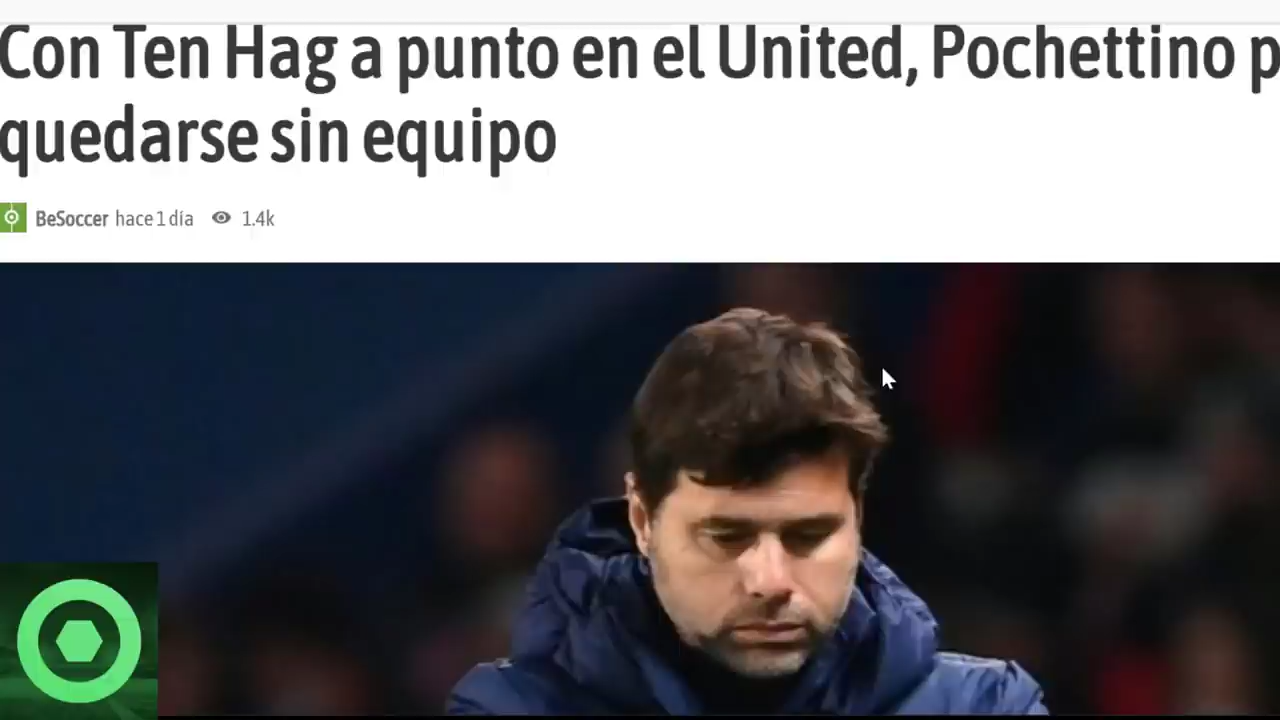 Con Ten Hag a punto en el United, Pochettino p
quedarse sin equipo
BeSoccer hace 1 día 1.4k